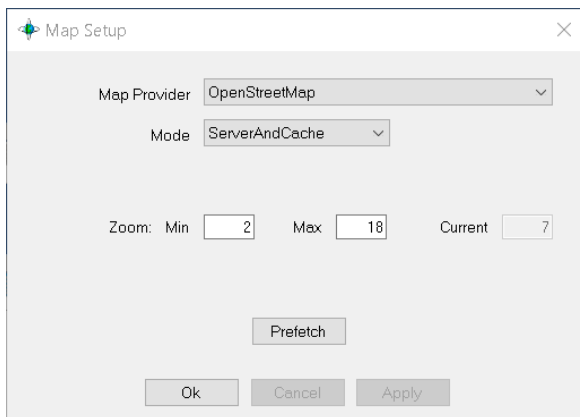 Map Setup
Map Provider OpenStreetMap
Mode ServerAndCache
Zoom: Min 2 Max 18 Current 7
Prefetch
Ok Cancel Apply